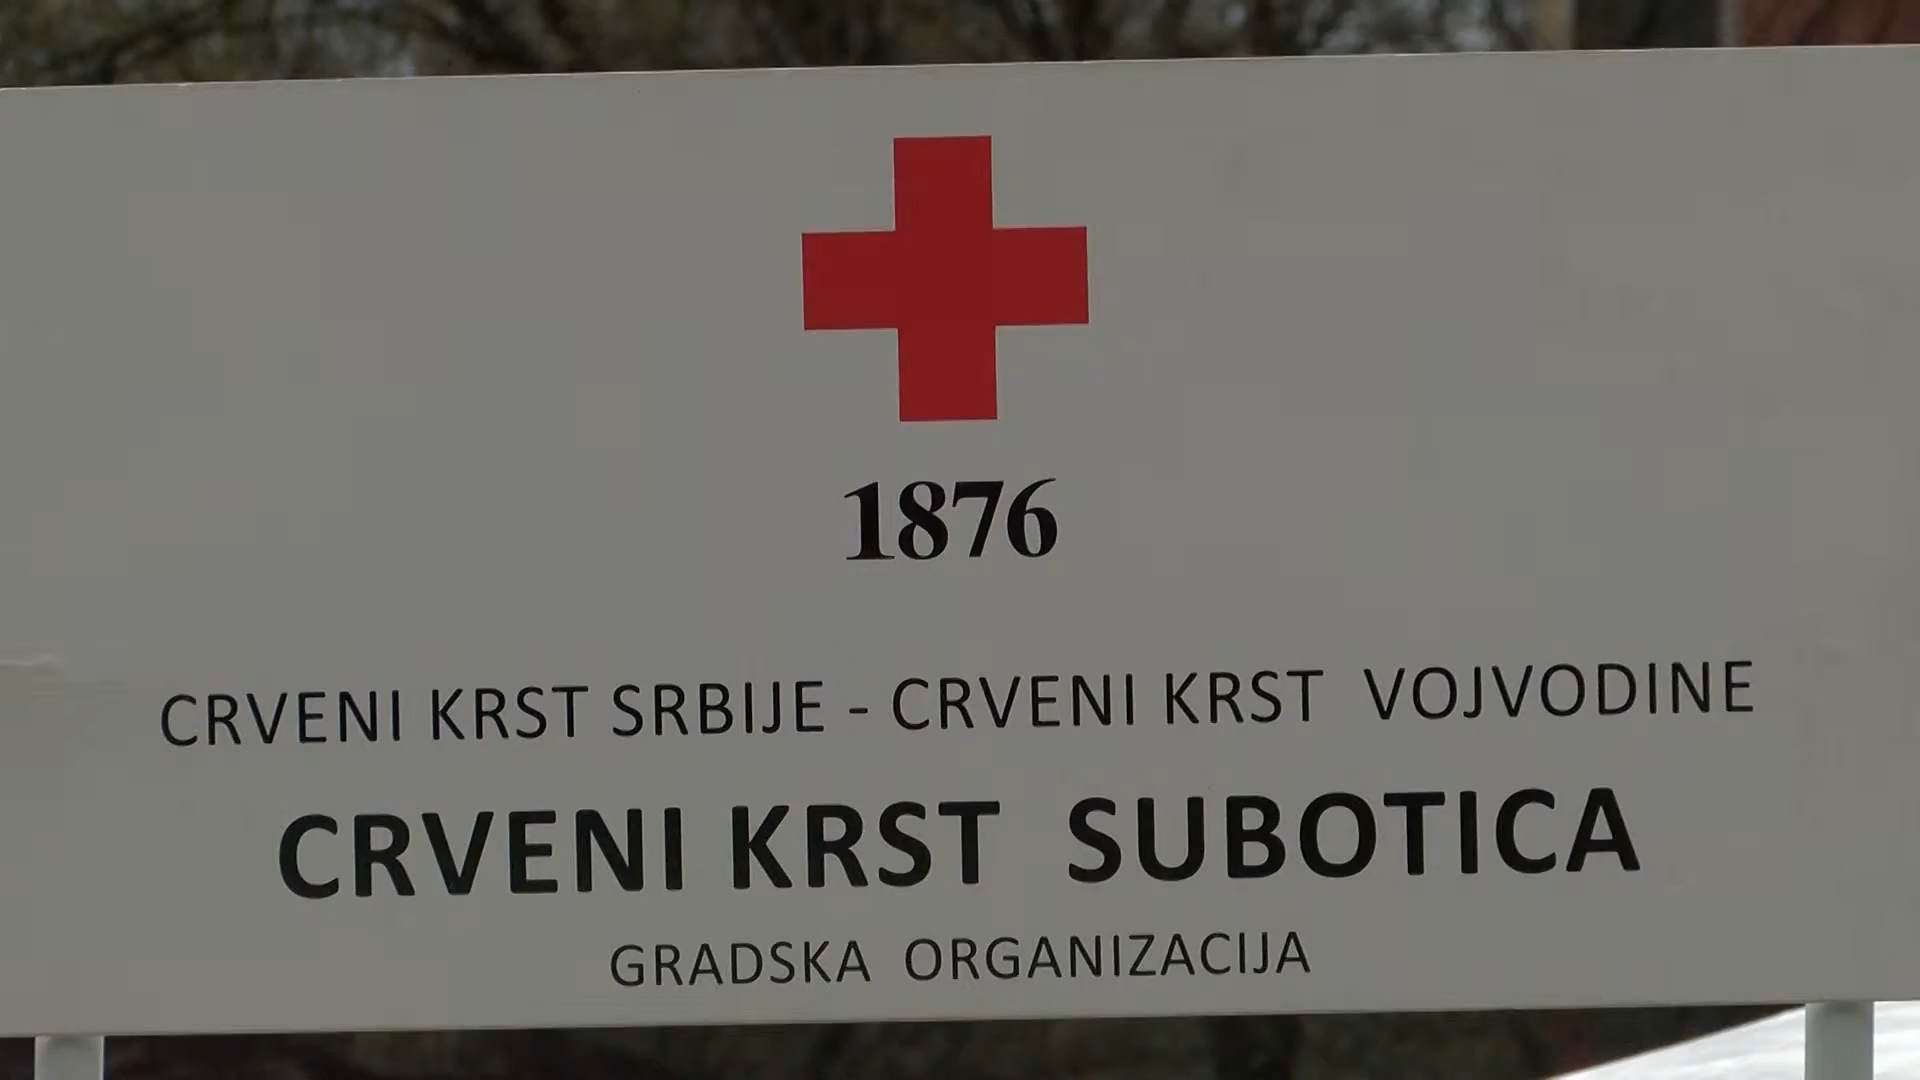 1876
CRVENI KRST SRBIJE - CRVENI KRST VOJVODINE
CRVENI KRST SUBOTICA
GRADSKA ORGANIZACIJA